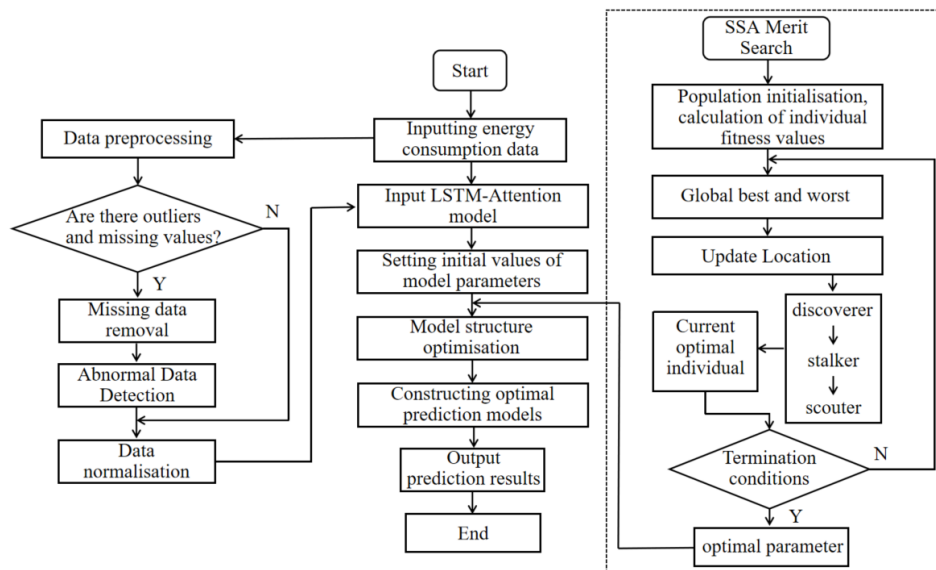 Start
Inputting energy
consumption data
Data preprocessing
Are there outliers
and missing values?
N
Y
Missing data
removal
Abnormal Data
Detection
Data
normalisation
Input LSTM-Attention
model
Setting initial values of
model parameters
Model structure
optimisation
Constructing optimal
prediction models
Output
prediction results
End
SSA Merit
Search
Population initialisation,
calculation of individual
fitness values
Global best and worst
Update Location
discoverer
stalker
scouter
Current
optimal
individual
Termination
conditions
N
Y
optimal parameter